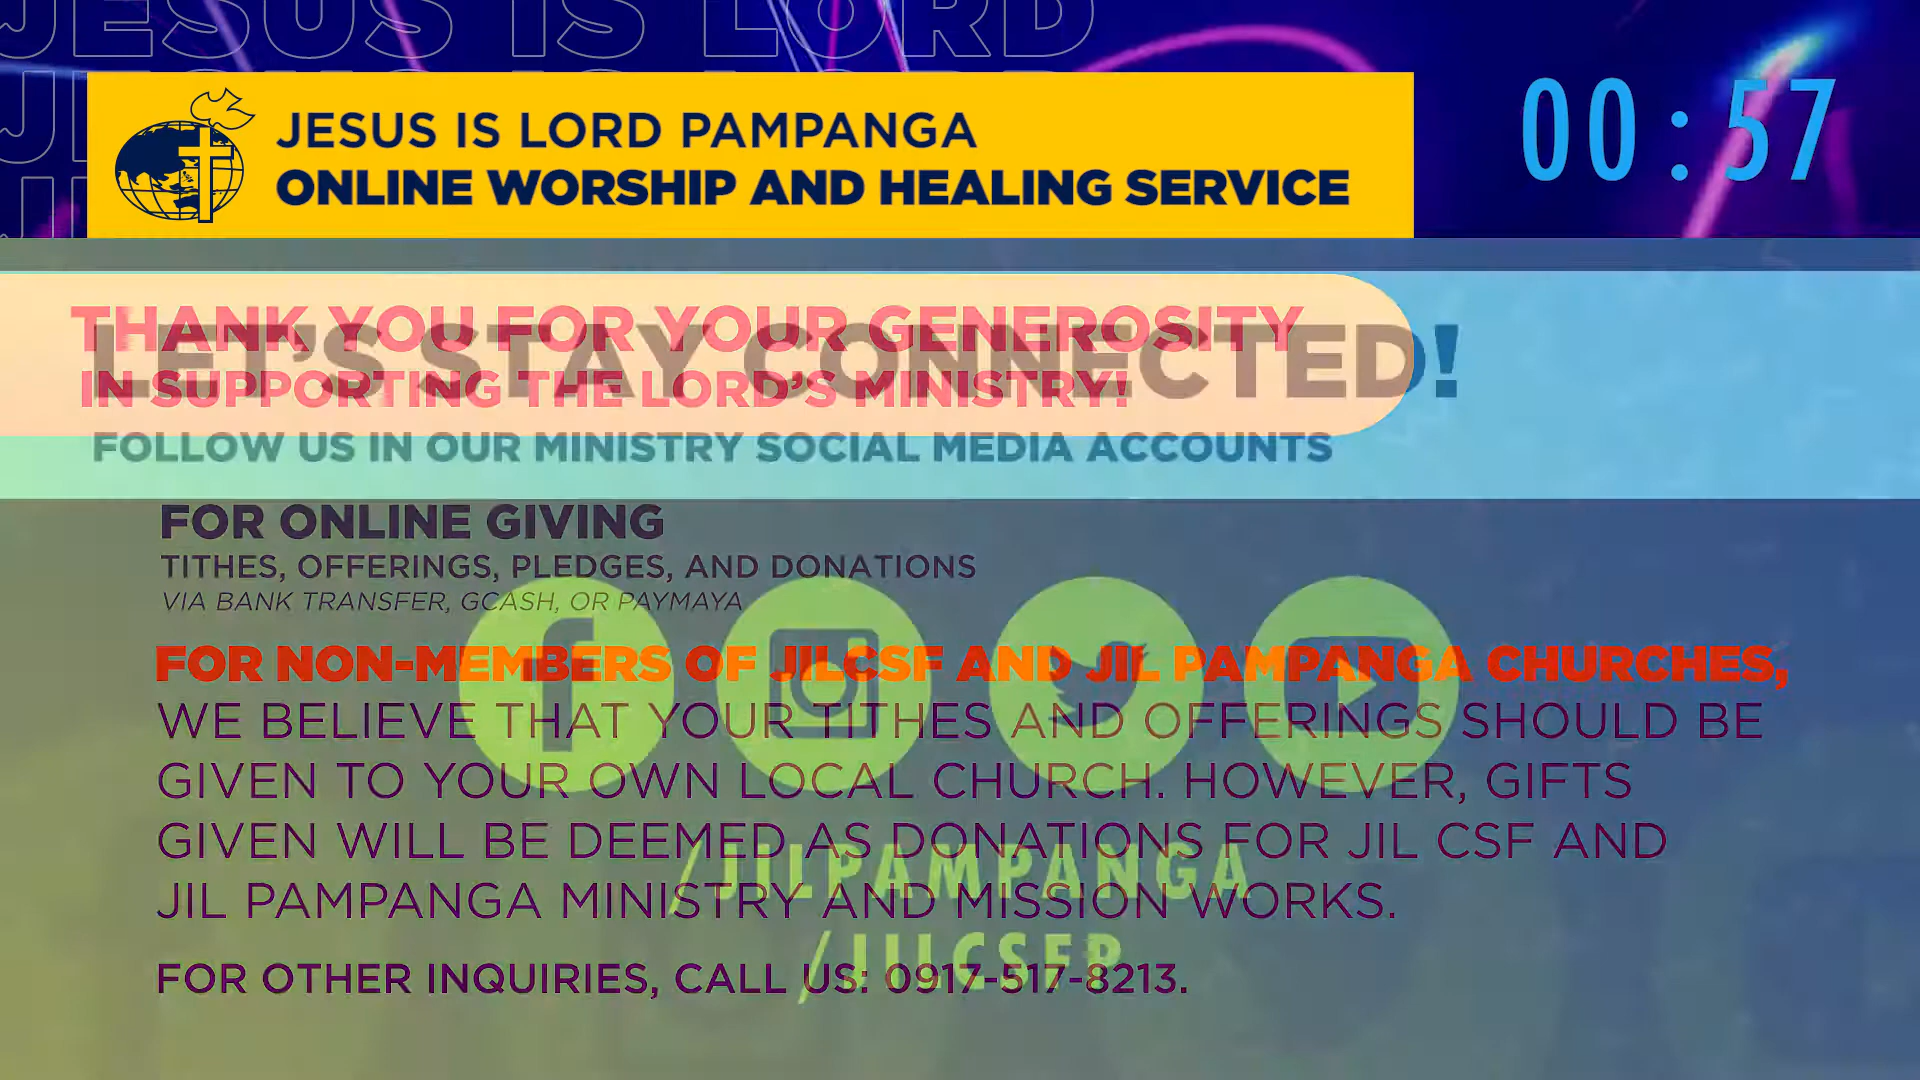 JESUS IS LORD
JESUS IS LORD PAMPANGA
ONLINE WORSHIP AND HEALING SERVICE
00:57
THANK YOU FOR YOUR GENEROSITY
IN SUPPORTING THE LORD'S MINISTRY!
LET'S STAY CONNECTED!
FOLLOW US IN OUR MINISTRY SOCIAL MEDIA ACCOUNTS
FOR ONLINE GIVING
TITHES, OFFERINGS, PLEDGES, AND DONATIONS
VIA BANK TRANSFER, GCASH, OR PAYMAYA
FOR NON-MEMBERS OF JILCSF AND JIL PAMPANGA CHURCHES,
WE BELIEVE THAT YOUR TITHES AND OFFERINGS SHOULD BE
GIVEN TO YOUR OWN LOCAL CHURCH. HOWEVER, GIFTS
GIVEN WILL BE DEEMED AS DONATIONS FOR JIL CSF AND
JIL PAMPANGA MINISTRY AND MISSION WORKS.
/JILPAMPANGA
/JILCSFP
FOR OTHER INQUIRIES, CALL US: 0917-517-8213.